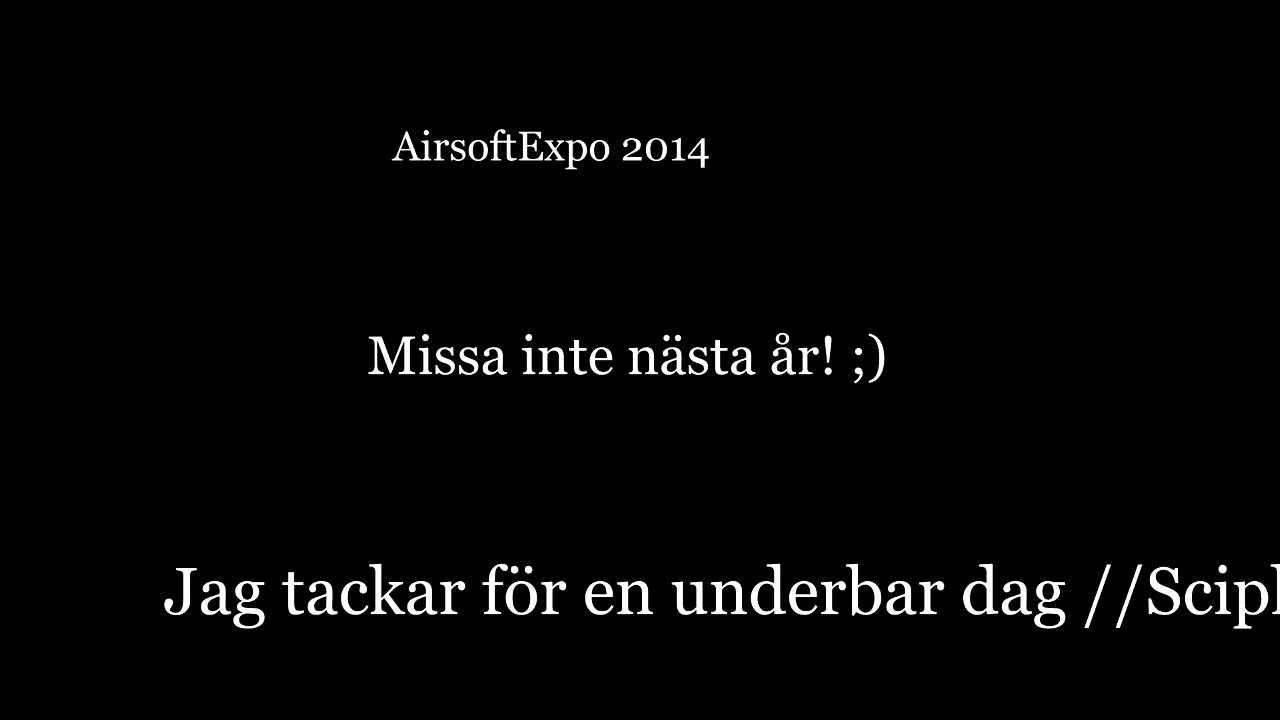 AirsoftExpo 2014
Missa inte nästa år! ;)
Jag tackar för en underbar dag //